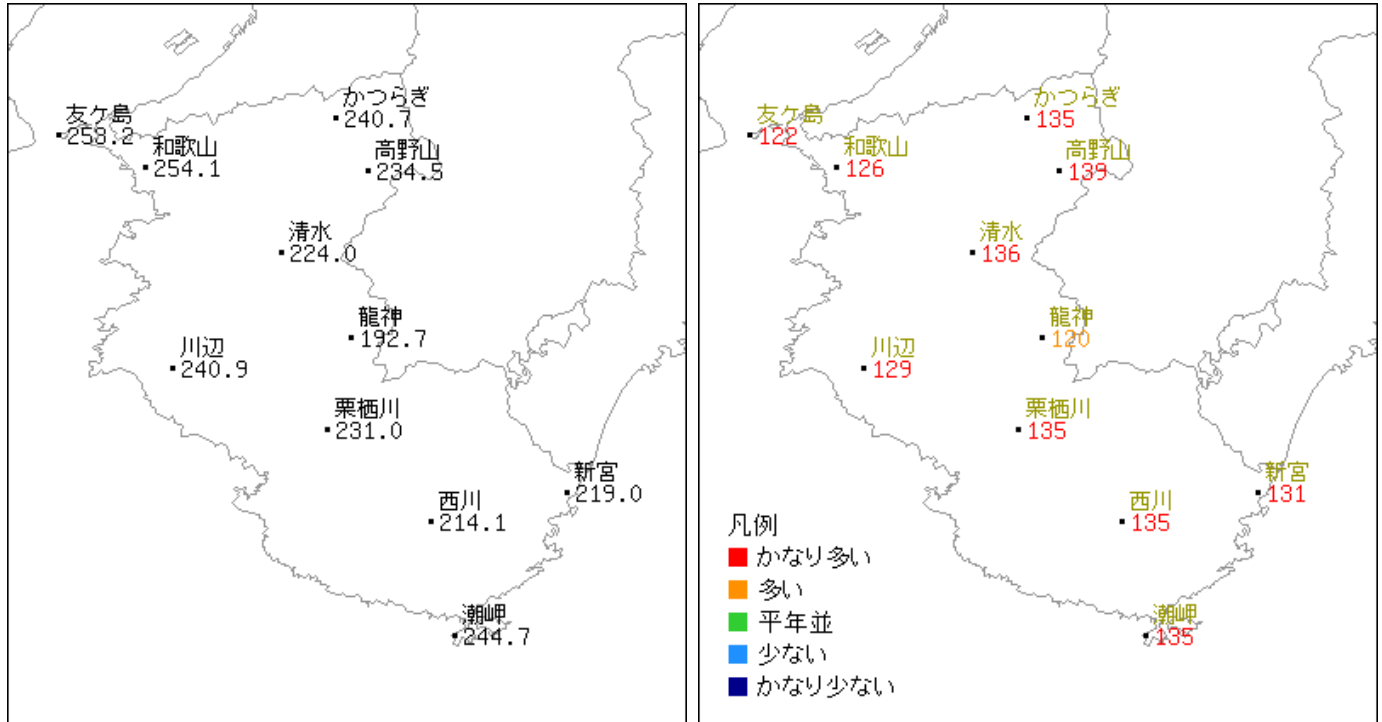 友ケ島
258.2
和歌山
254.1
かつらぎ
240.7
高野山
234.5
清水
224.0
龍神
192.7
川辺
240.9
栗栖川
231.0
新宮
219.0
西川
214.1
潮岬
244.7
友ケ島
122
和歌山
126
かつらぎ
135
高野山
139
清水
136
龍神
120
川辺
129
栗栖川
135
新宮
131
西川
135
潮岬
135
凡例
かなり多い
多い
平年並
少ない
かなり少ない